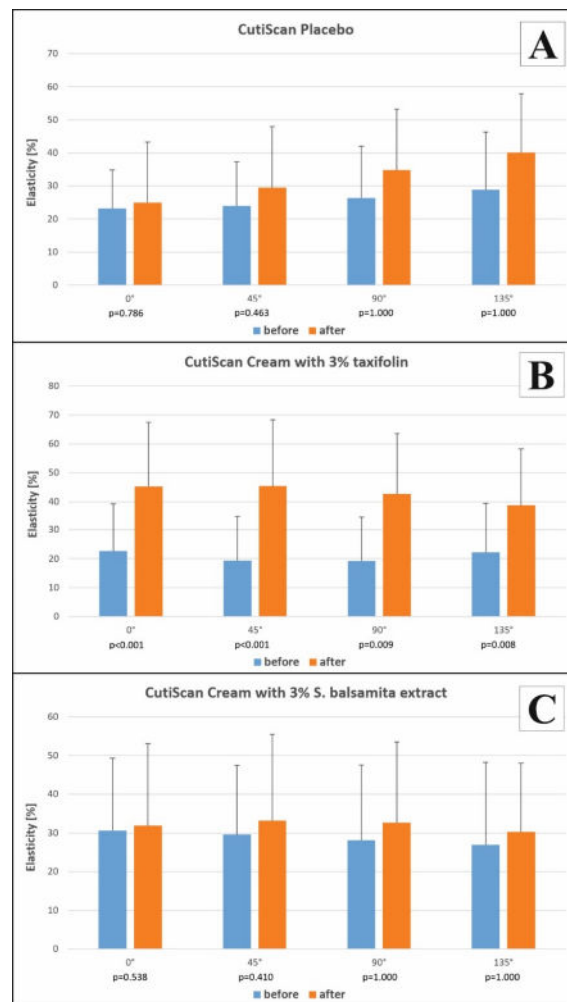 CutiScan Placebo
A
70
60
50
40
30
20
10
0
Elasticity [%]
0° 45° 90° 135°
p=0.786 p=0.463 p=1.000 p=1.000
before after
CutiScan Cream with 3% taxifolin
B
80
70
60
50
40
30
20
10
0
Elasticity [%]
0° 45° 90° 135°
p<0.001 p<0.001 p=0.009 p=0.008
before after
CutiScan Cream with 3% S. balsamita extract
C
60
50
40
30
20
10
0
Elasticity [%]
0° 45° 90° 135°
p=0.538 p=0.410 p=1.000 p=1.000
before after